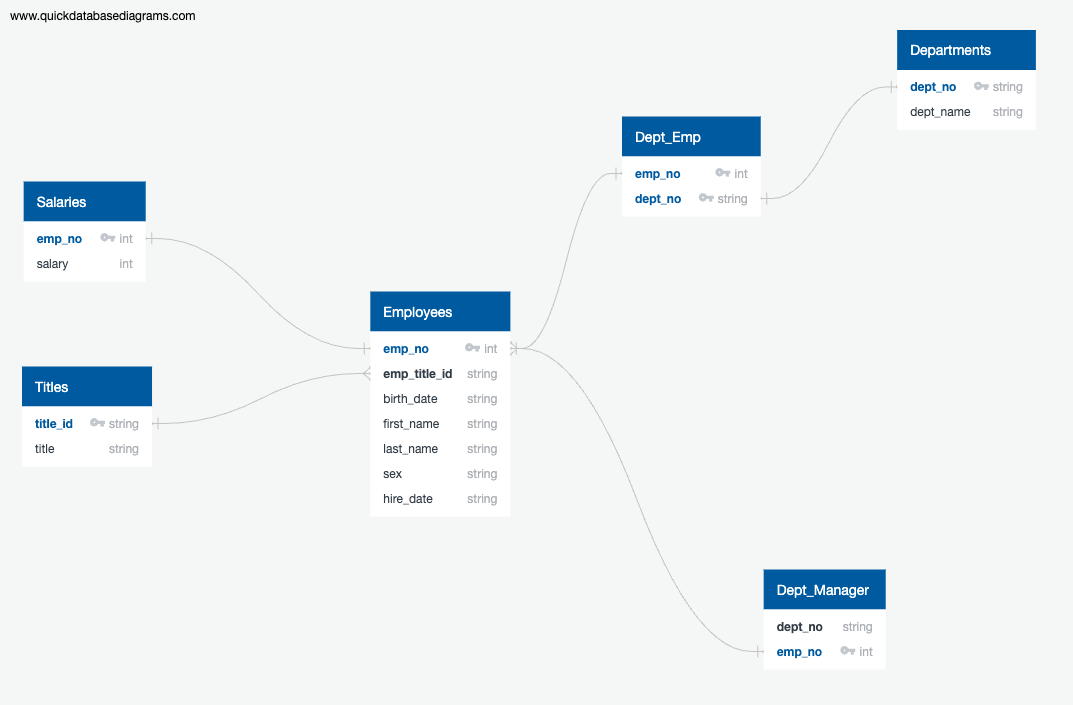 www.quickdatabasediagrams.com
Departments
dept_no string
dept_name string
Dept_Emp
emp_no int
dept_no string
Salaries
emp_no int
salary int
Employees
emp_no int
emp_title_id string
birth_date string
first_name string
last_name string
sex string
hire_date string
Titles
title_id string
title string
Dept_Manager
dept_no string
emp_no int